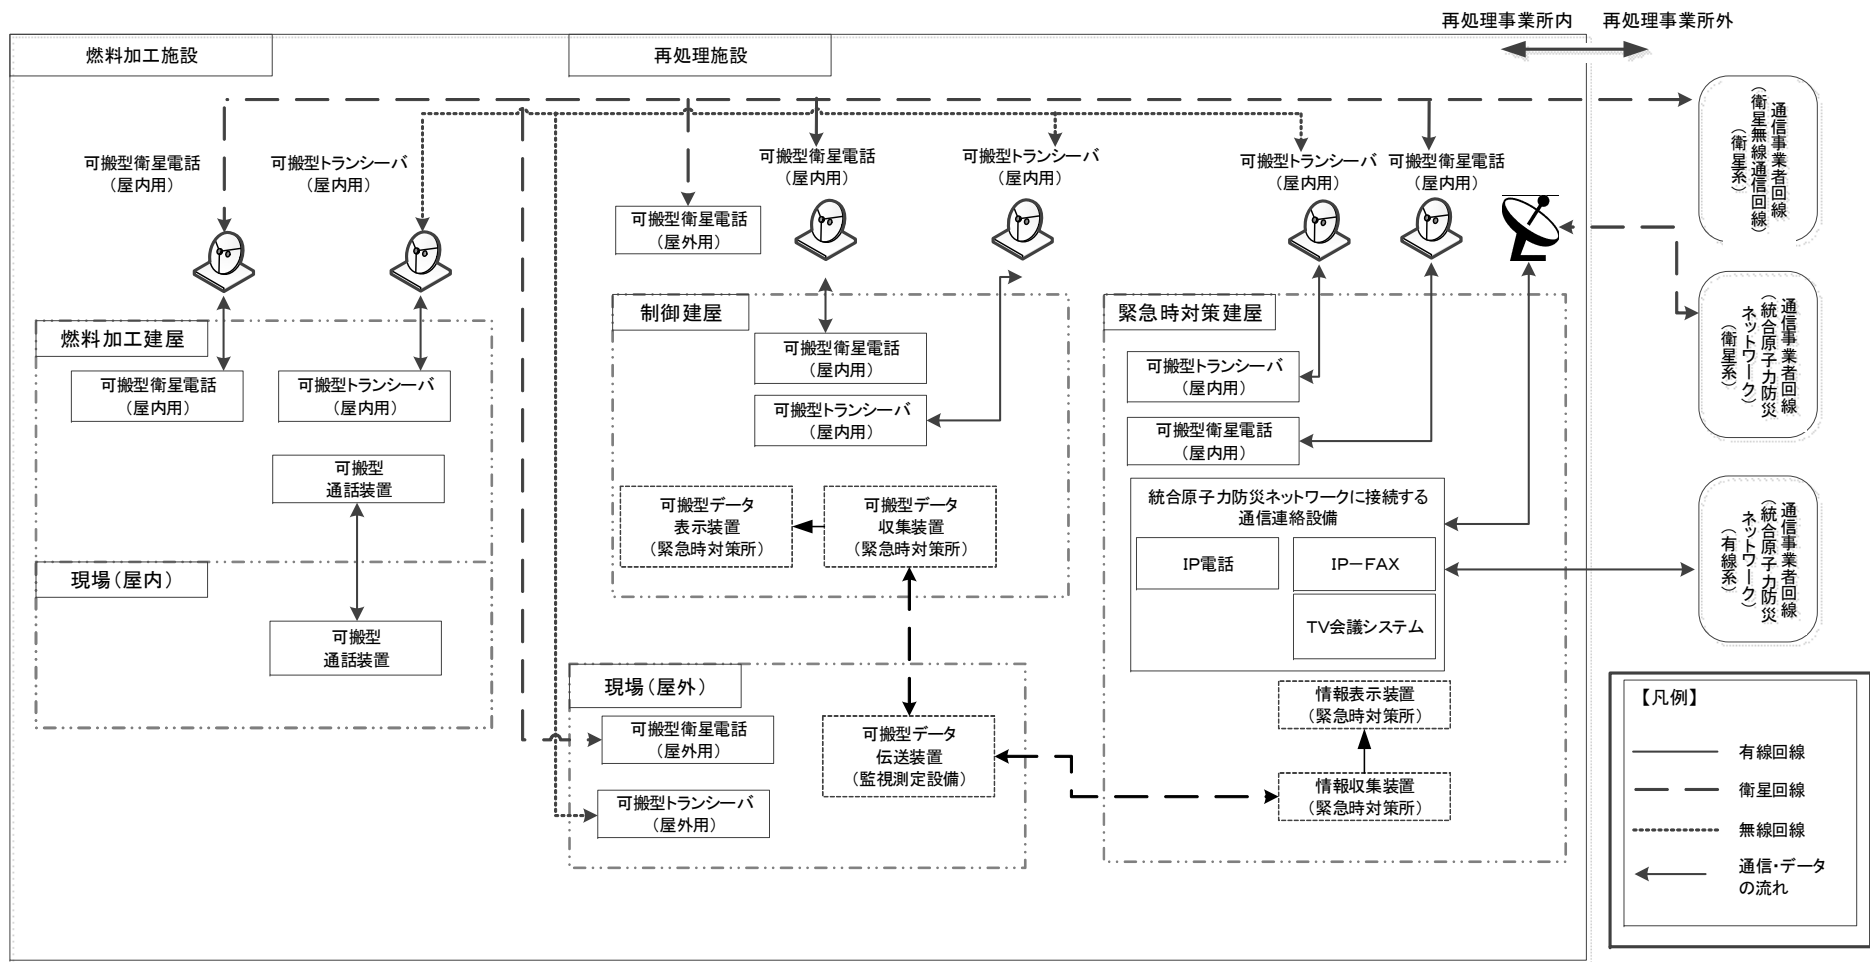 再処理事業所内
再処理事業所外
燃料加工施設
再処理施設
可搬型衛星電話
（屋内用）
可搬型トランシーバ
（屋内用）
可搬型衛星電話
（屋外用）
可搬型衛星電話
（屋内用）
可搬型トランシーバ
（屋内用）
可搬型トランシーバ
（屋内用）
可搬型衛星電話
（屋内用）
燃料加工建屋
可搬型衛星電話
（屋内用）
可搬型トランシーバ
（屋内用）
可搬型
通話装置
現場（屋内）
可搬型
通話装置
制御建屋
可搬型衛星電話
（屋内用）
可搬型トランシーバ
（屋内用）
可搬型データ
表示装置
（緊急時対策所）
可搬型データ
収集装置
（緊急時対策所）
現場（屋外）
可搬型衛星電話
（屋外用）
可搬型トランシーバ
（屋外用）
可搬型データ
伝送装置
（監視測定設備）
緊急時対策建屋
可搬型トランシーバ
（屋内用）
可搬型衛星電話
（屋内用）
統合原子力防災ネットワークに接続する
通信連絡設備
IP電話
IP－FAX
TV会議システム
情報表示装置
（緊急時対策所）
情報収集装置
（緊急時対策所）
通信事業者回線
（衛星無線通信回線）
（衛星系）
通信事業者回線
（統合原子力防災
ネットワーク）
（衛星系）
通信事業者回線
（統合原子力防災
ネットワーク）
（有線系）
【凡例】
有線回線
衛星回線
無線回線
通信・データ
の流れ